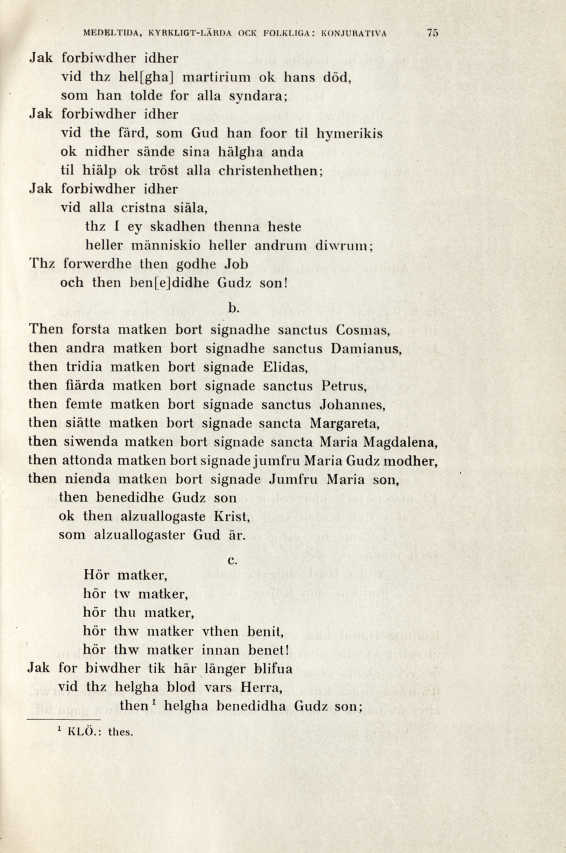 MEDELTIDA, KYRKLIGT-LÄRDA OCK FOLKLIGA: KONJURATIVA 75
Jak forbiwdher idher
vid thz hel[gha] martirium ok hans död,
som han tolde for alla syndara;
Jak forbiwdher idher
vid the färd, som Gud han foor til hymerikis
ok nidher sände sina hälgha anda
til hiälp ok tröst alla christenhethen;
Jak forbiwdher idher
vid alla cristna siäla,
thz I ey skadhen thenna heste
heller människio heller andrum diwrum;
Thz forwerdhe then godhe Job
och then ben[e]didhe Gudz son!
b.
Then forsta matken bort signadhe sanctus Cosmas,
then andra matken bort signadhe sanctus Damianus,
then tridia matken bort signade Elidas,
then fiärda matken bort signade sanctus Petrus,
then femte matken bort signade sanctus Johannes,
then siätte matken bort signade sancta Margareta,
then siwenda matken bort signade sancta Maria Magdalena,
then attonda matken bort signade jumfru Maria Gudz modher,
then nienda matken bort signade Jumfru Maria son,
then benedidhe Gudz son
ok then alzuallogaste Krist,
som alzuallogaster Gud är.
c.
Hör matker,
hör tw matker,
hör thu matker,
hör thw matker vthen benit,
hör thw matker innan benet!
Jak for biwdher tik här länger blifua
vid thz helgha blod vars Herra,
then¹ helgha benedidha Gudz son;
¹ KLÖ.: thes.